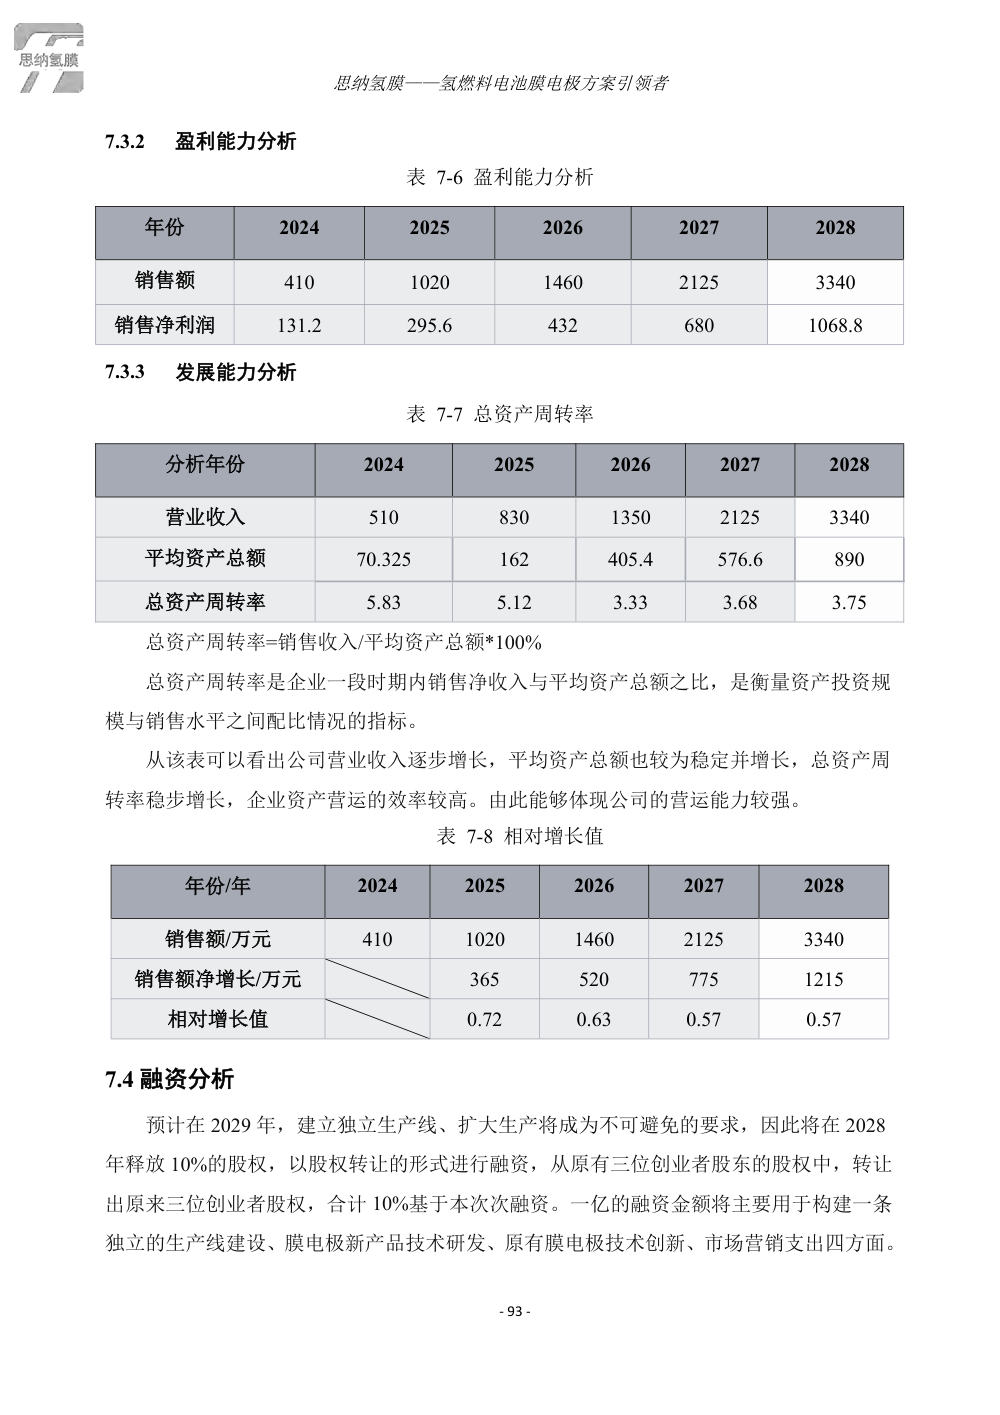 思纳氢膜
思纳氢膜——氢燃料电池膜电极方案引领者
7.3.2 盈利能力分析
表 7-6 盈利能力分析
年份 2024 2025 2026 2027 2028
销售额 410 1020 1460 2125 3340
销售净利润 131.2 295.6 432 680 1068.8
7.3.3 发展能力分析
表 7-7 总资产周转率
分析年份 2024 2025 2026 2027 2028
营业收入 510 830 1350 2125 3340
平均资产总额 70.325 162 405.4 576.6 890
总资产周转率 5.83 5.12 3.33 3.68 3.75
总资产周转率=销售收入/平均资产总额*100%
总资产周转率是企业一段时期内销售净收入与平均资产总额之比，是衡量资产投资规
模与销售水平之间配比情况的指标。
从该表可以看出公司营业收入逐步增长，平均资产总额也较为稳定并增长，总资产周
转率稳步增长，企业资产营运的效率较高。由此能够体现公司的营运能力较强。
表 7-8 相对增长值
年份/年 2024 2025 2026 2027 2028
销售额/万元 410 1020 1460 2125 3340
销售额净增长/万元 365 520 775 1215
相对增长值 0.72 0.63 0.57 0.57
7.4 融资分析
预计在 2029 年，建立独立生产线、扩大生产将成为不可避免的要求，因此将在 2028
年释放 10%的股权，以股权转让的形式进行融资，从原有三位创业者股东的股权中，转让
出原来三位创业者股权，合计 10%基于本次次融资。一亿的融资金额将主要用于构建一条
独立的生产线建设、膜电极新产品技术研发、原有膜电极技术创新、市场营销支出四方面。
- 93 -